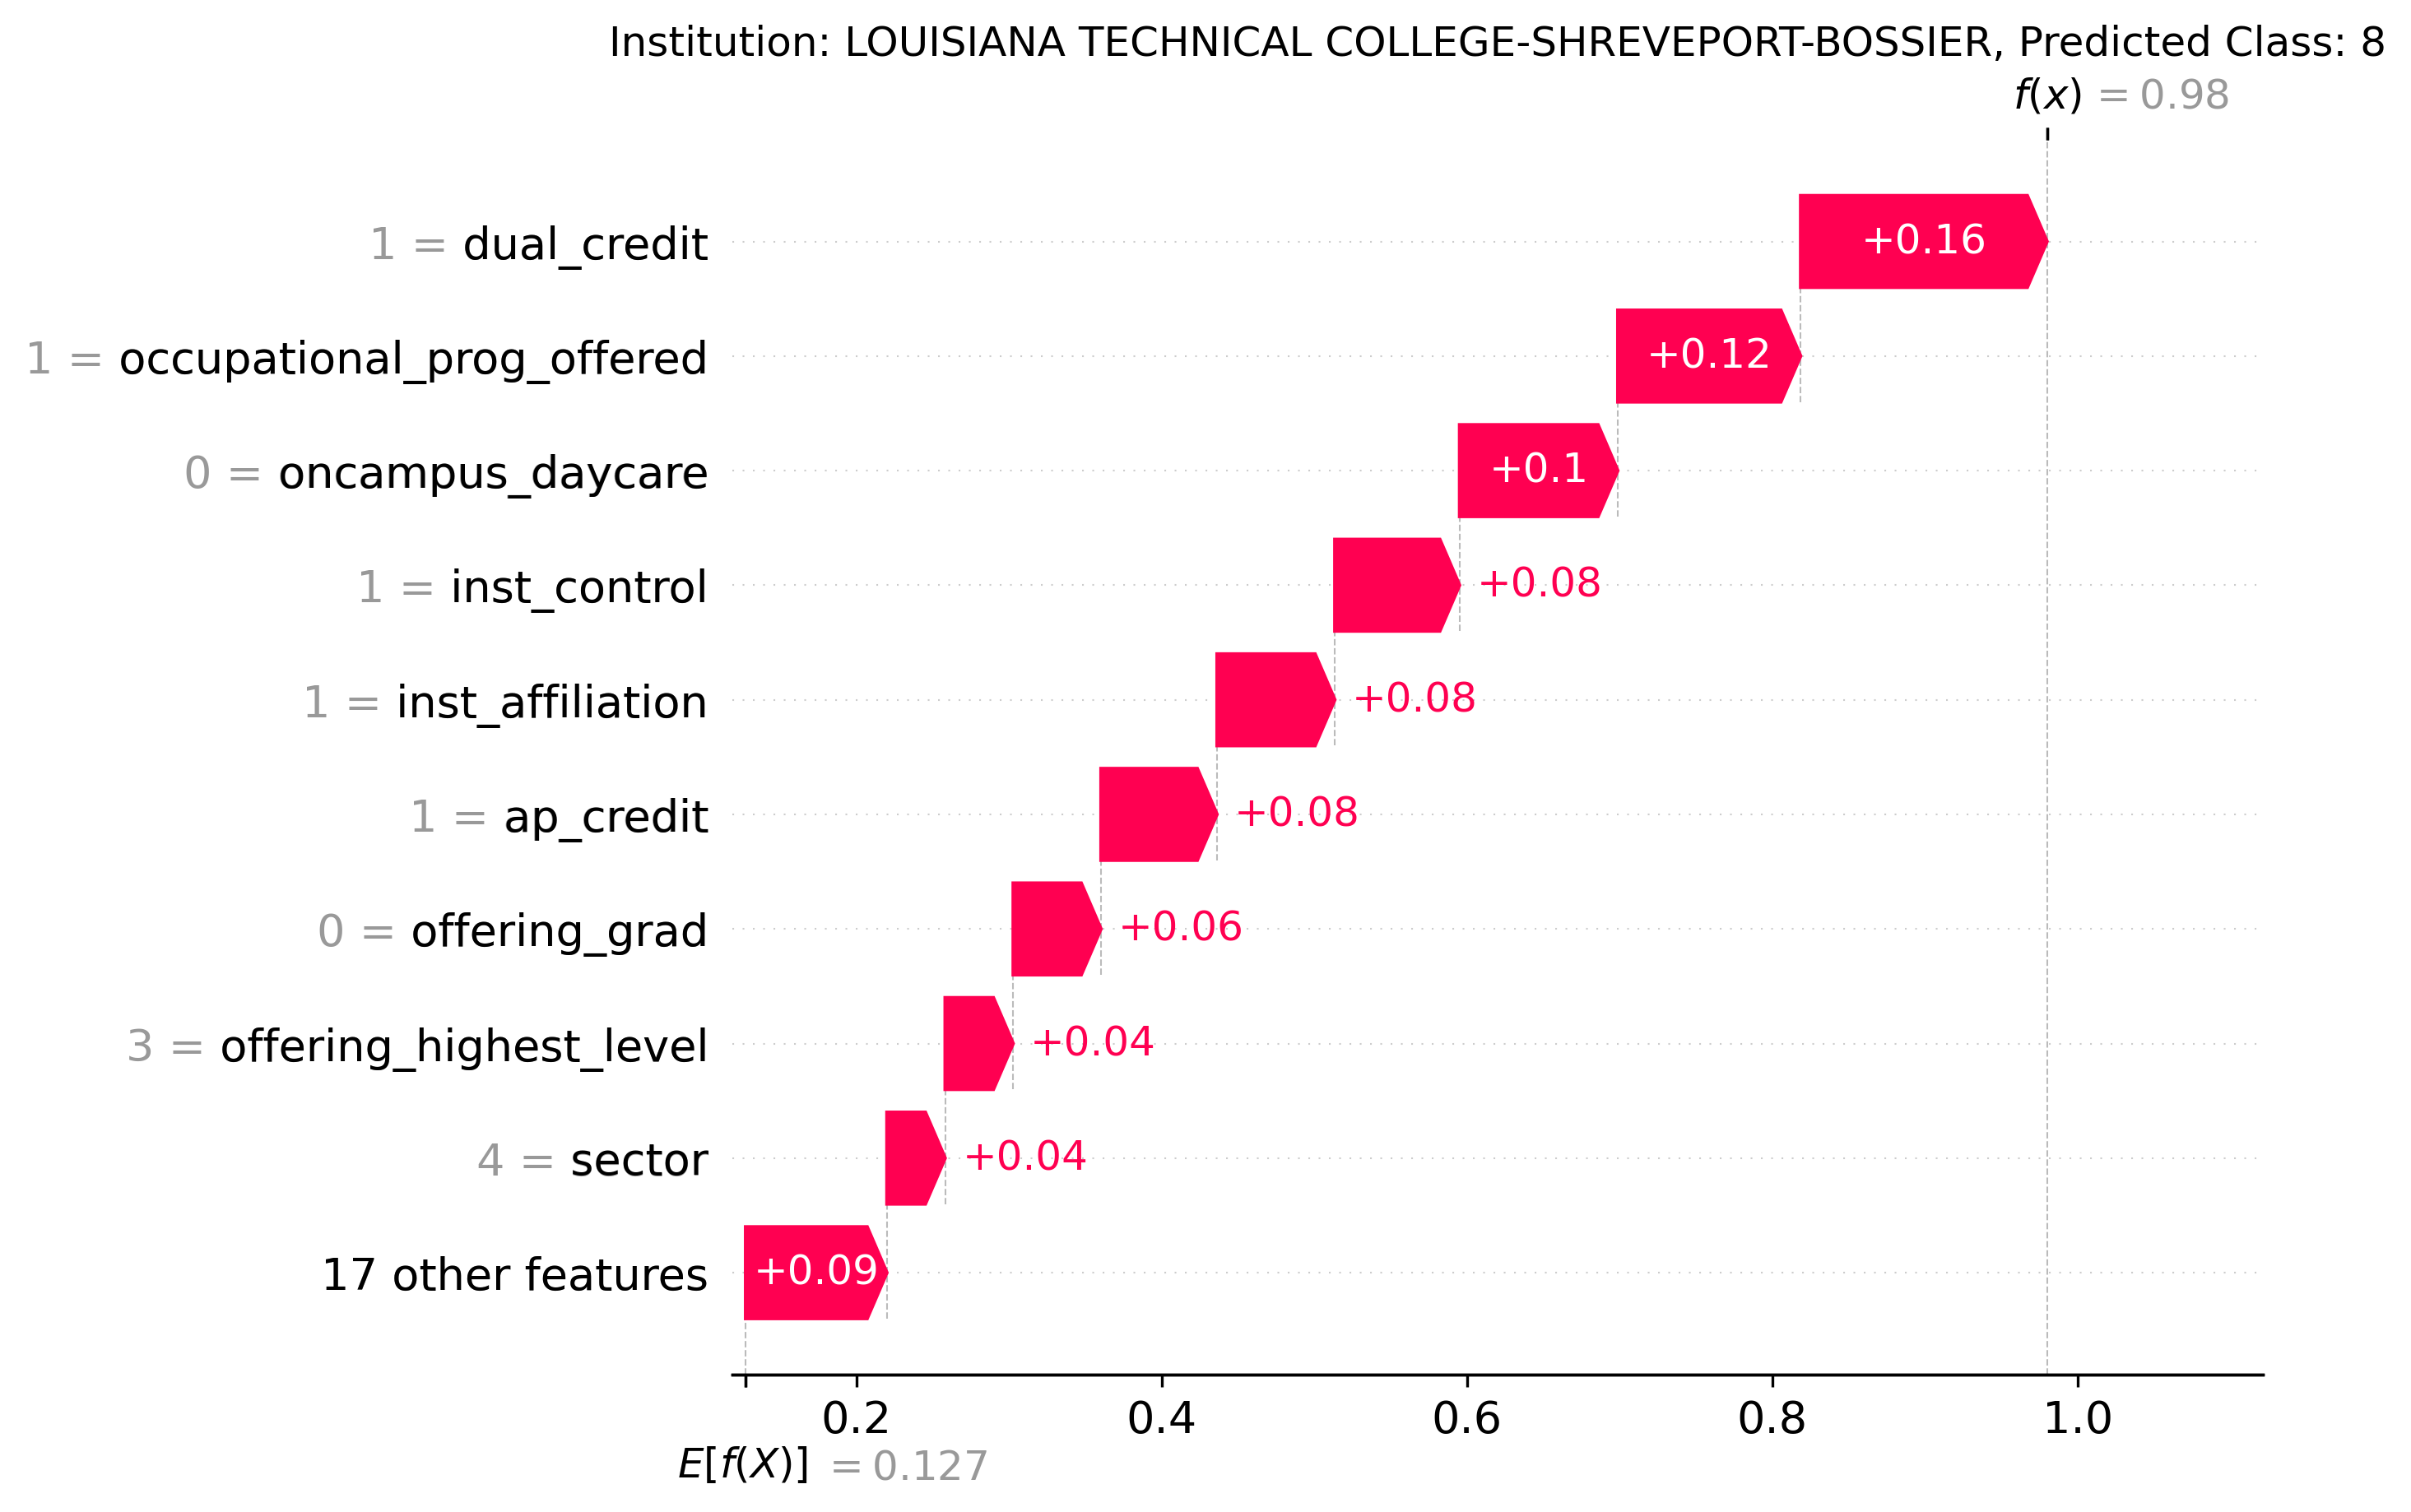 Institution: LOUISIANA TECHNICAL COLLEGE-SHREVEPORT-BOSSIER, Predicted Class: 8
f(x) = 0.98
1 = dual_credit +0.16
1 = occupational_prog_offered +0.12
0 = oncampus_daycare +0.1
1 = inst_control +0.08
1 = inst_affiliation +0.08
1 = ap_credit +0.08
0 = offering_grad +0.06
3 = offering_highest_level +0.04
4 = sector +0.04
17 other features +0.09
0.2 0.4 0.6 0.8 1.0
E[f(X)] = 0.127